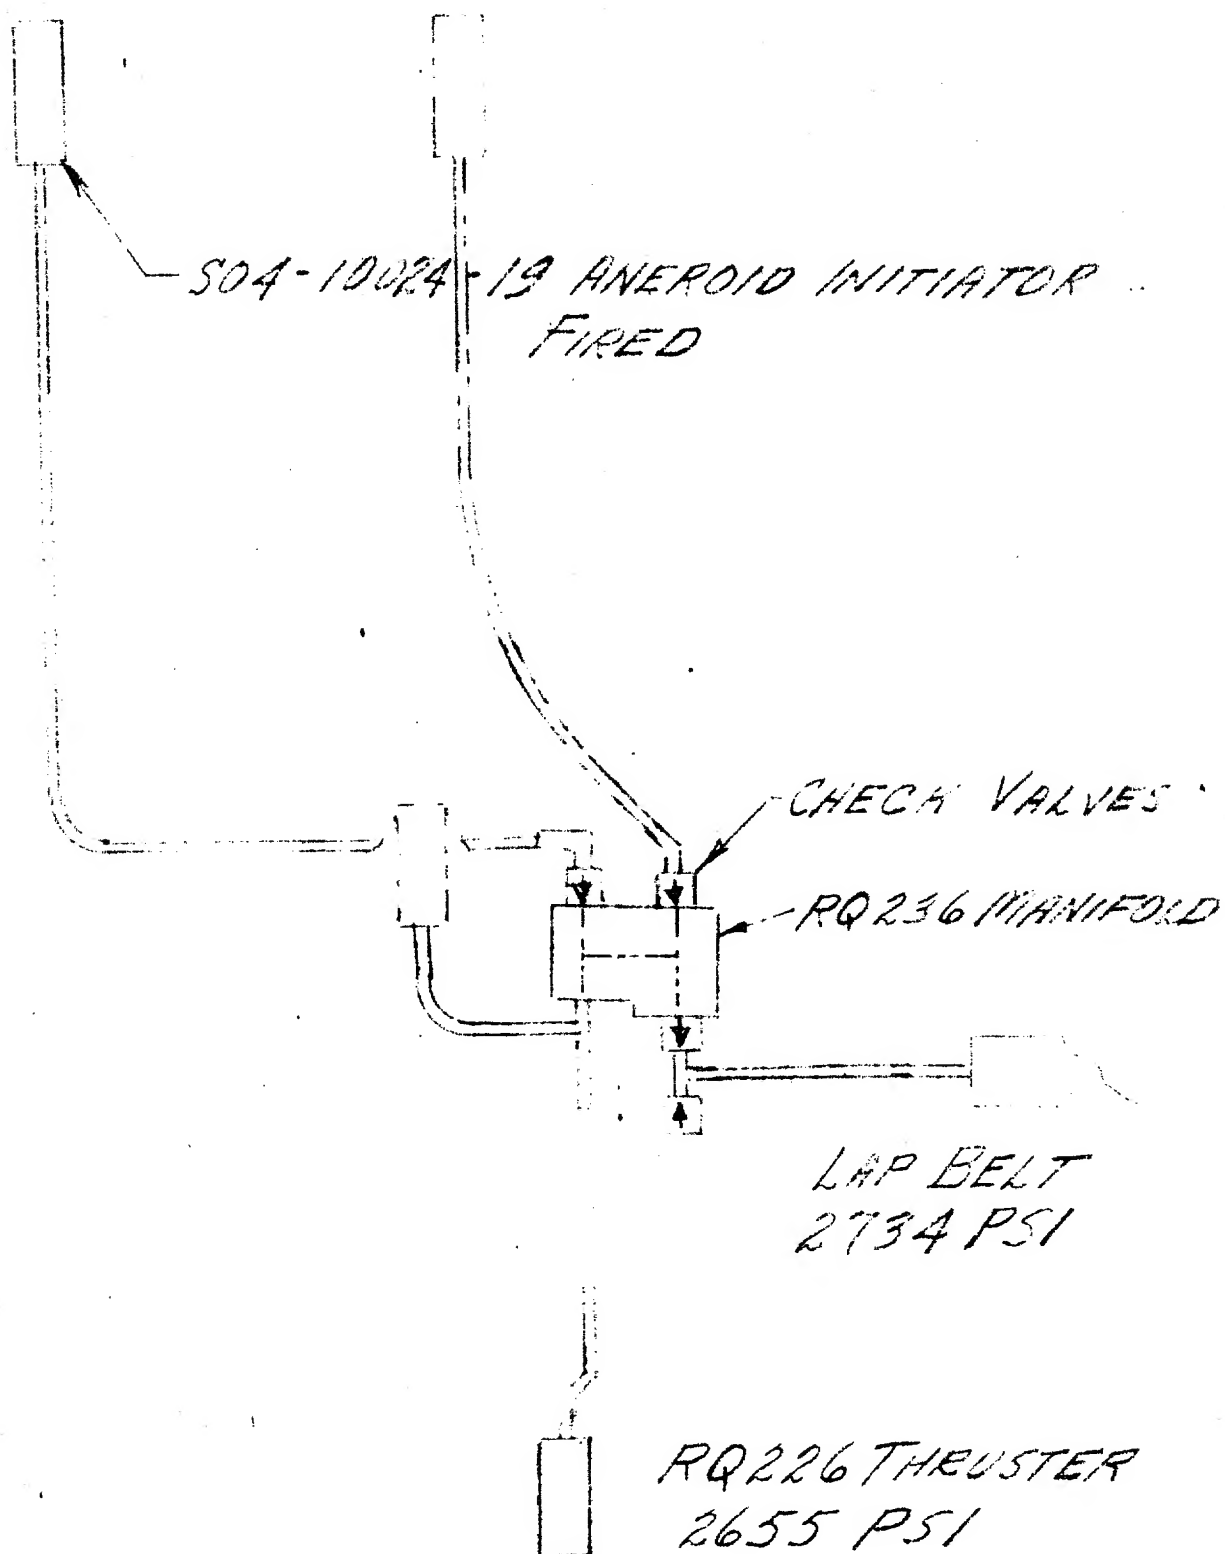 S04-10024-19 ANEROID INITIATOR
FIRED
CHECK VALVES
RQ236 MANIFOLD
LAP BELT
2734 PSI
RQ226 THRUSTER
2655 PSI